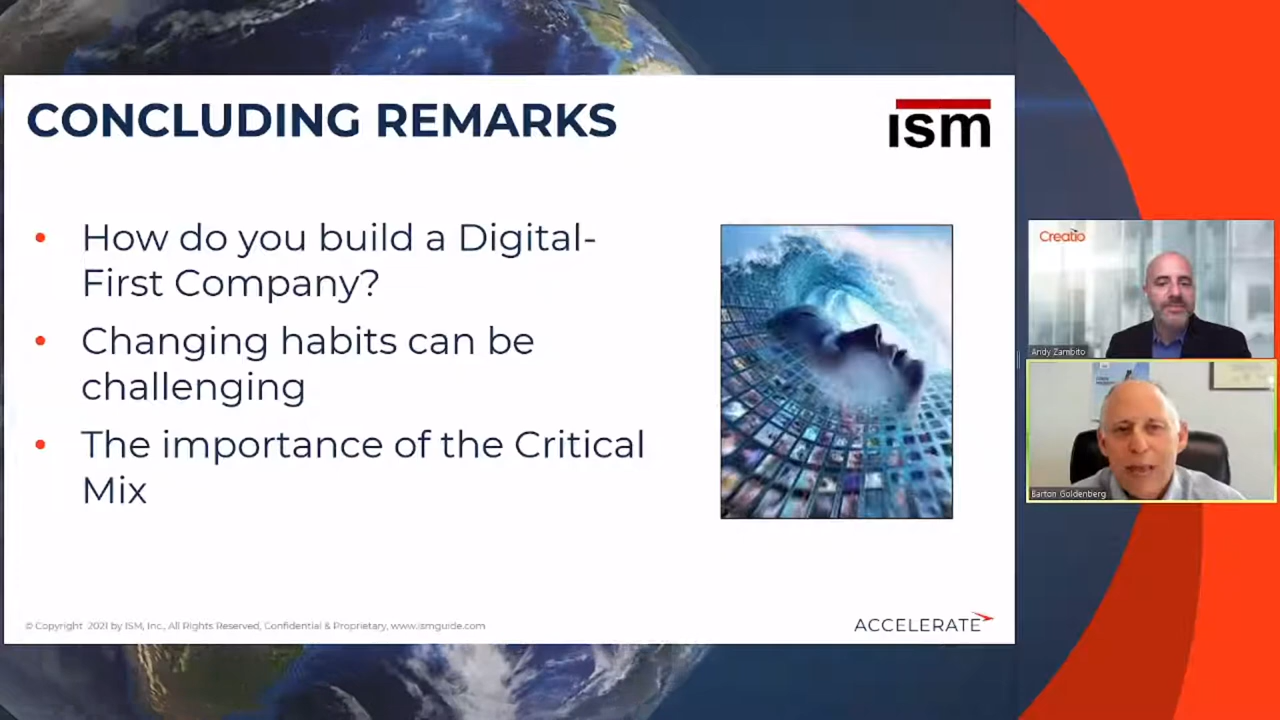 CONCLUDING REMARKS
ism
• How do you build a Digital-
First Company?
• Changing habits can be
challenging
• The importance of the Critical
Mix
© Copyright 2021 by ISM, Inc., All Rights Reserved, Confidential & Proprietary, www.ismguide.com
ACCELERATE
Creatio
Andy Zambito
Barton Goldenberg